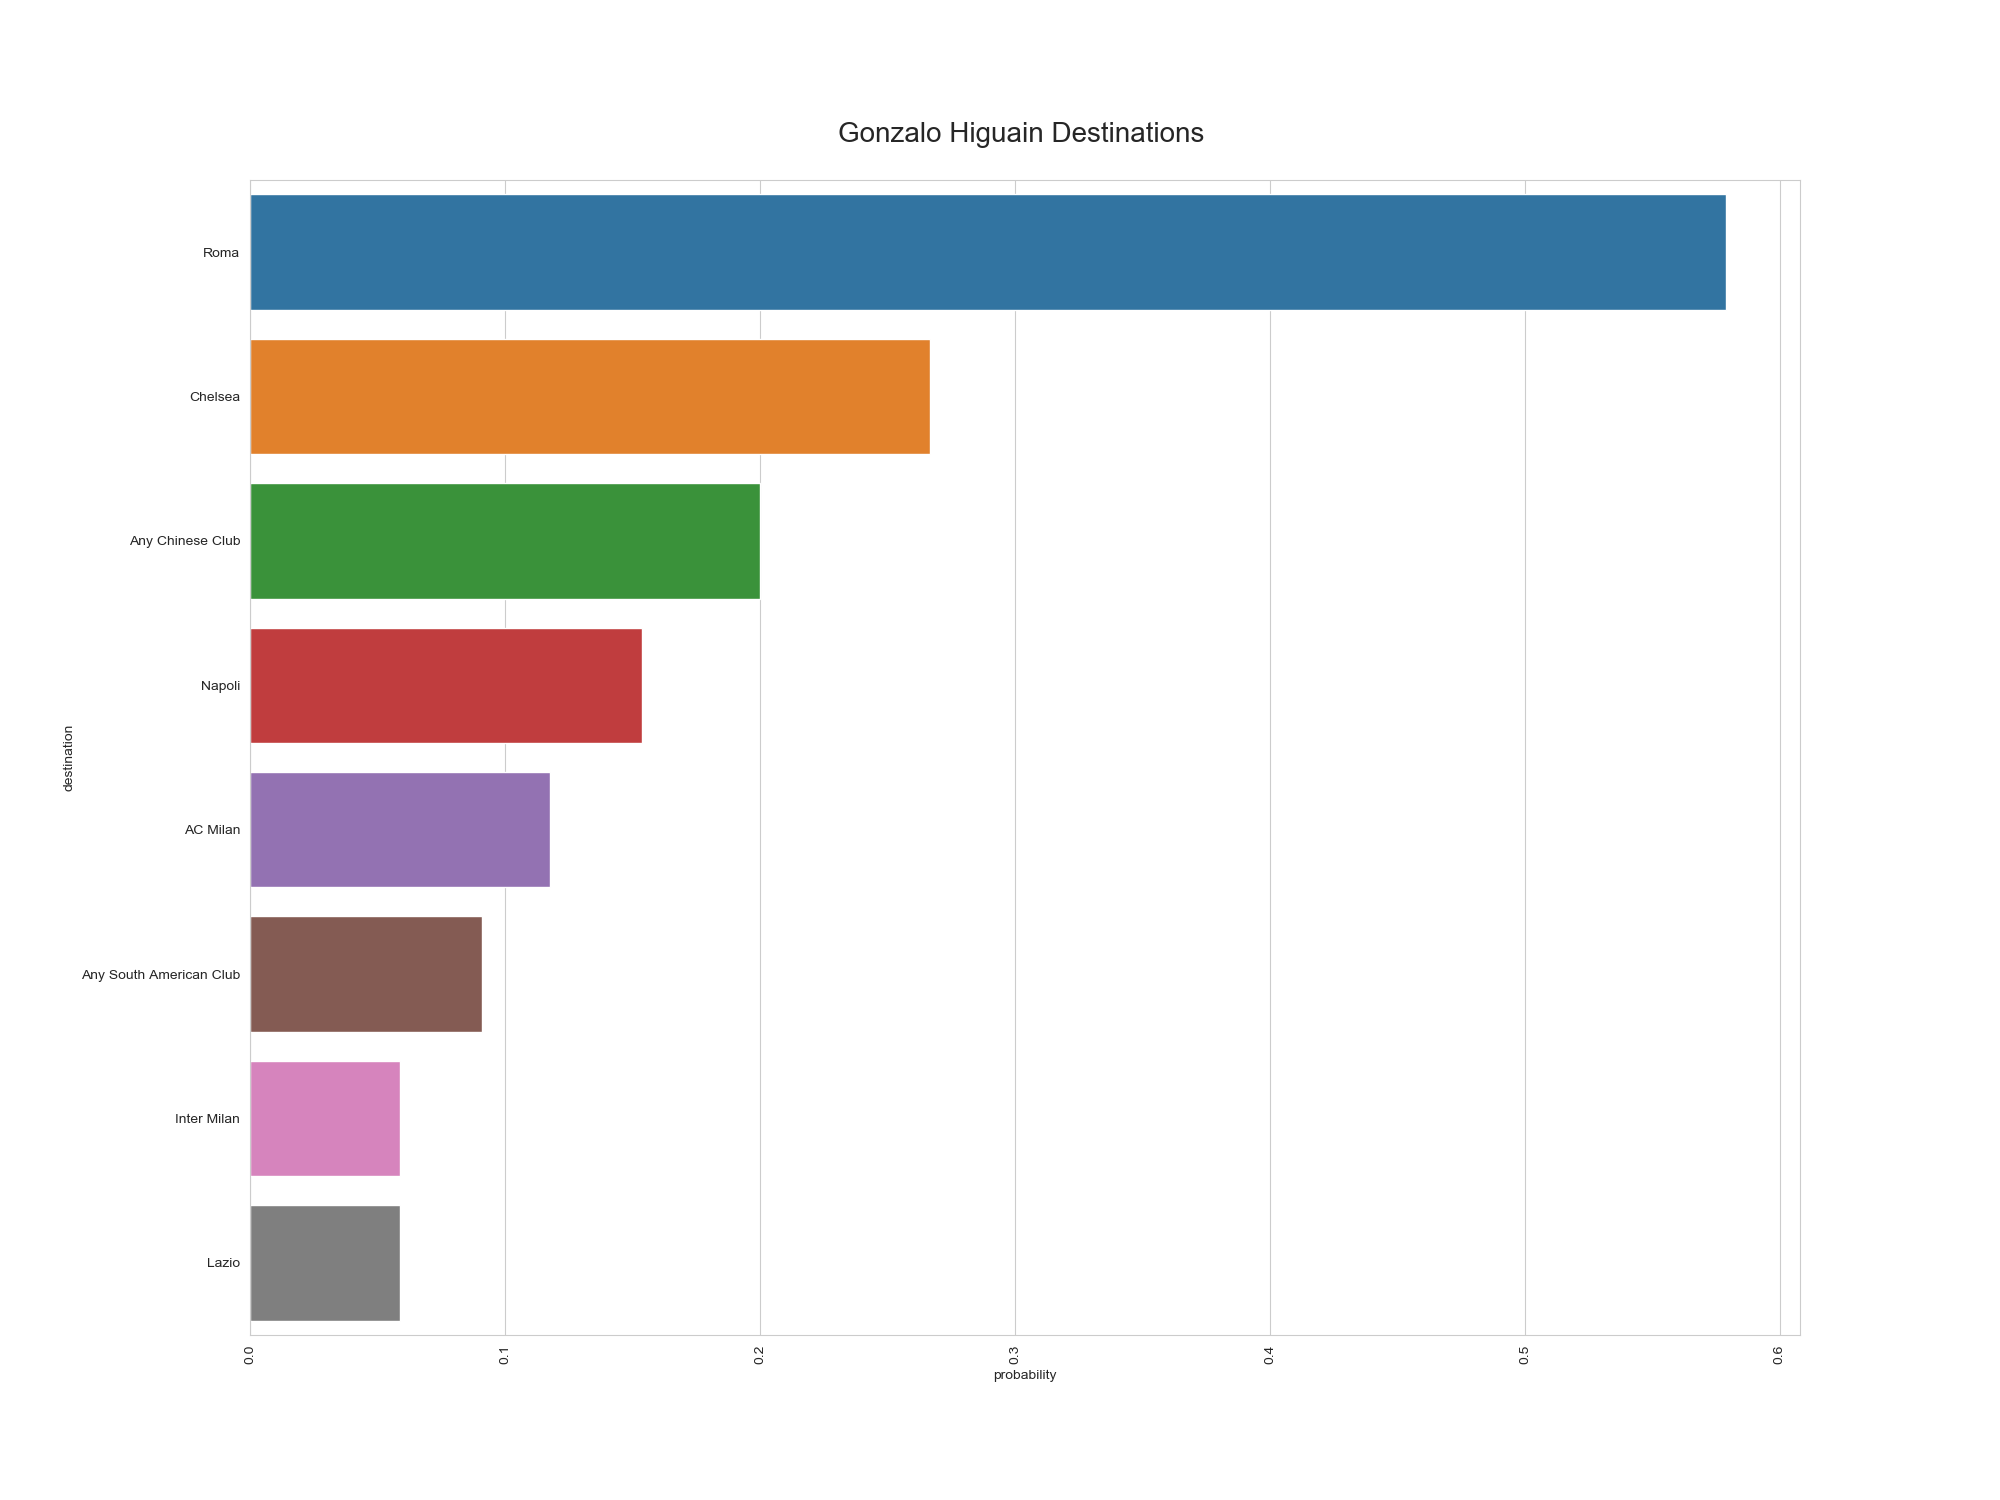 Gonzalo Higuain Destinations
Roma
Chelsea
Any Chinese Club
Napoli
destination
AC Milan
Any South American Club
Inter Milan
Lazio
0.0
0.1
0.2
0.3
0.4
0.5
0.6
probability